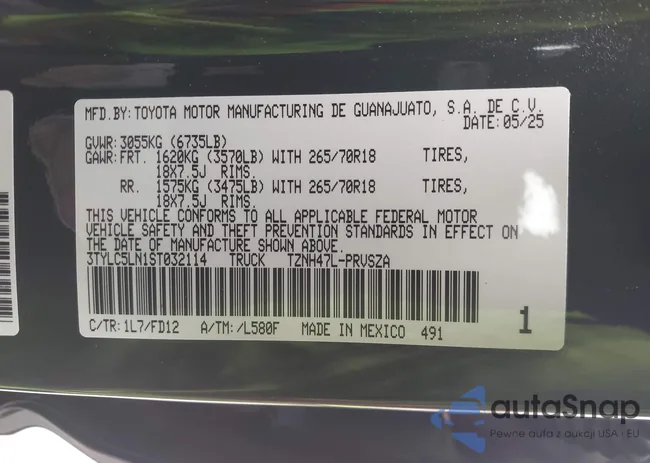 MFD.BY: TOYOTA MOTOR MANUFACTURING DE GUANAJUATO, S.A. DE C.V.
DATE: 05/25
GVWR: 3055KG (6735LB)
GAWR: FRT. 1620KG (3570LB) WITH 265/70R18 TIRES,
18X7.5J RIMS.
RR. 1575KG (3475LB) WITH 265/70R18 TIRES,
18X7.5J RIMS.
THIS VEHICLE CONFORMS TO ALL APPLICABLE FEDERAL MOTOR
VEHICLE SAFETY AND THEFT PREVENTION STANDARDS IN EFFECT ON
THE DATE OF MANUFACTURE SHOWN ABOVE.
3TYLC5LN1ST032114 TRUCK TZNH47L-PRVSZA
C/TR: 1L7/FD12 A/TM: /L580F MADE IN MEXICO 491 1
autoSnap
Pewne auta z aukcji USA i EU